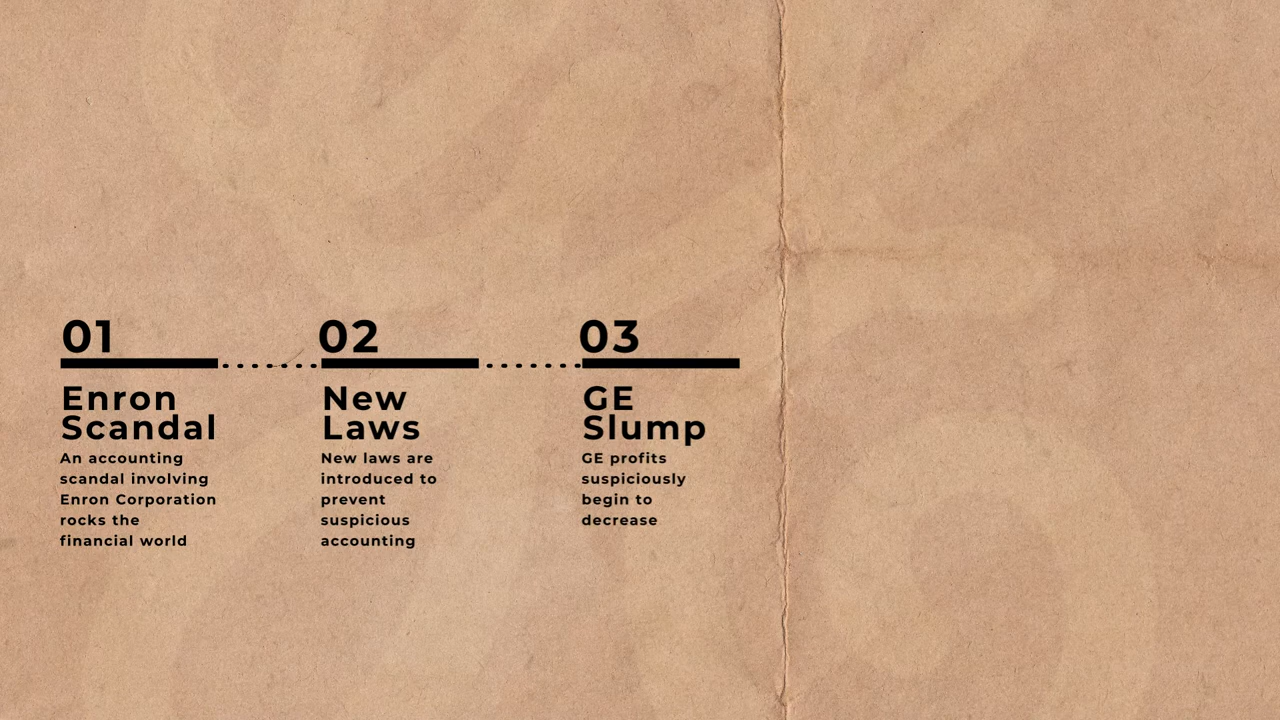 01
Enron
Scandal
An accounting
scandal involving
Enron Corporation
rocks the
financial world
02
New
Laws
New laws are
introduced to
prevent
suspicious
accounting
03
GE
Slump
GE profits
suspiciously
begin to
decrease